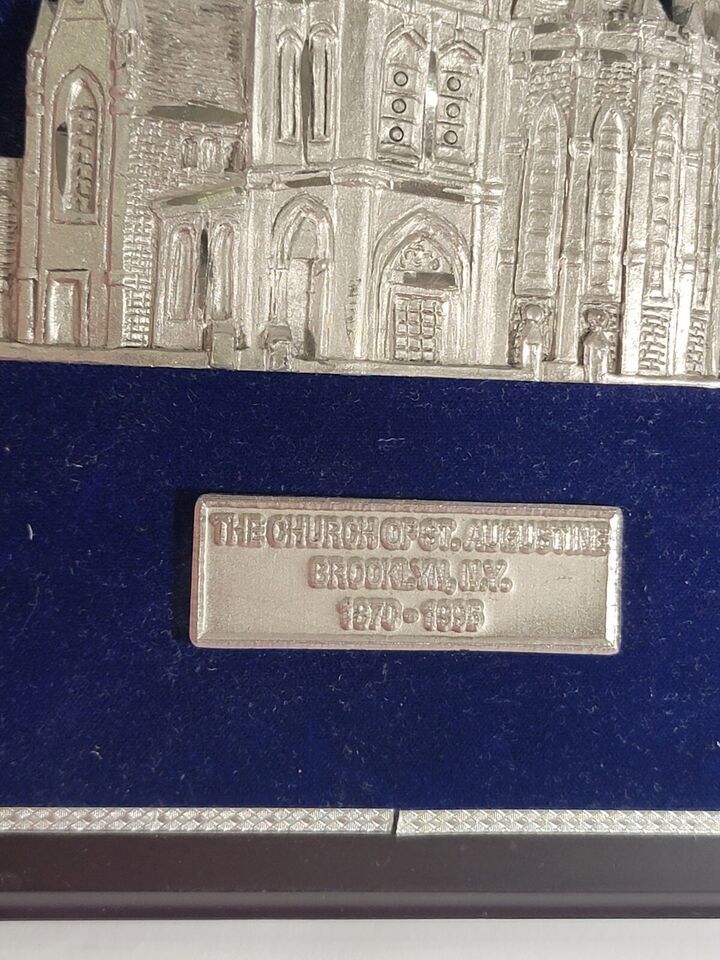 THE CHURCH OF ST. AUGUSTINE
BROOKLYN, N.Y.
1870 - 1995